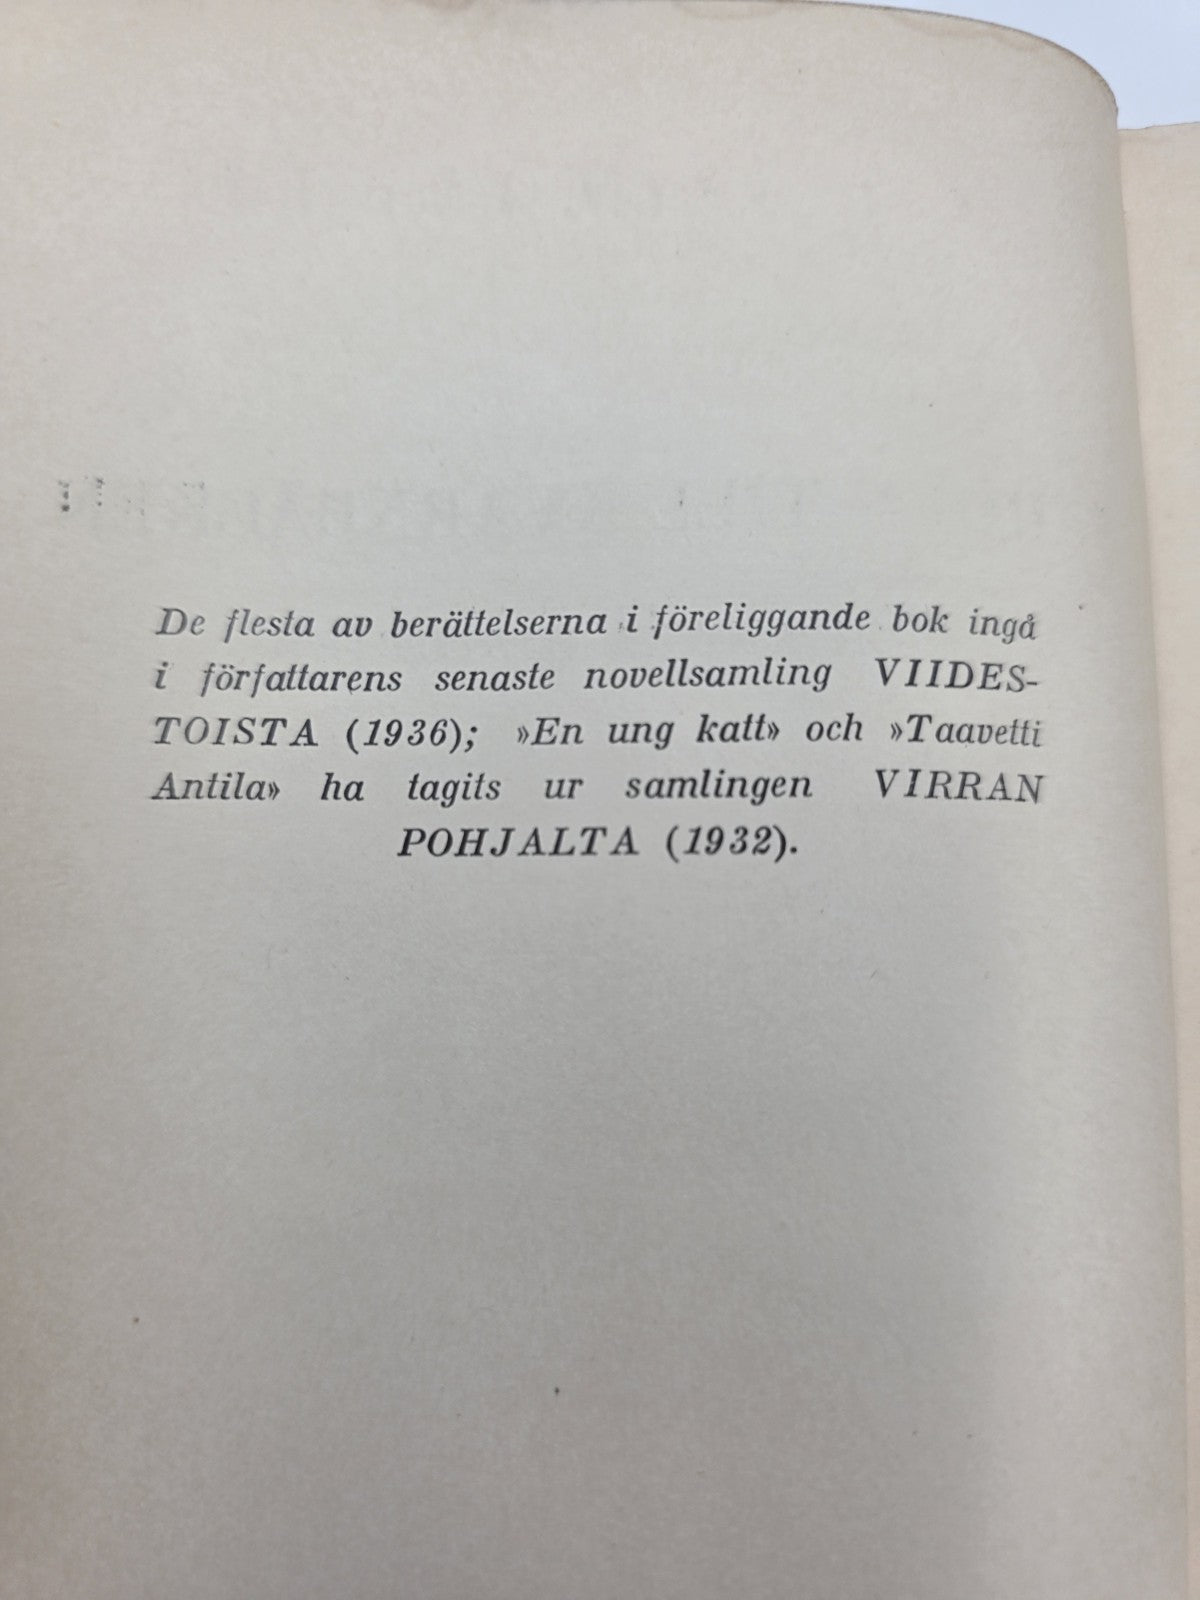 De flesta av berättelserna i föreliggande bok ingå
i författarens senaste novellsamling VIIDES-
TOISTA (1936); »En ung katt» och »Taavetti
Antila» ha tagits ur samlingen VIRRAN
POHJALTA (1932).